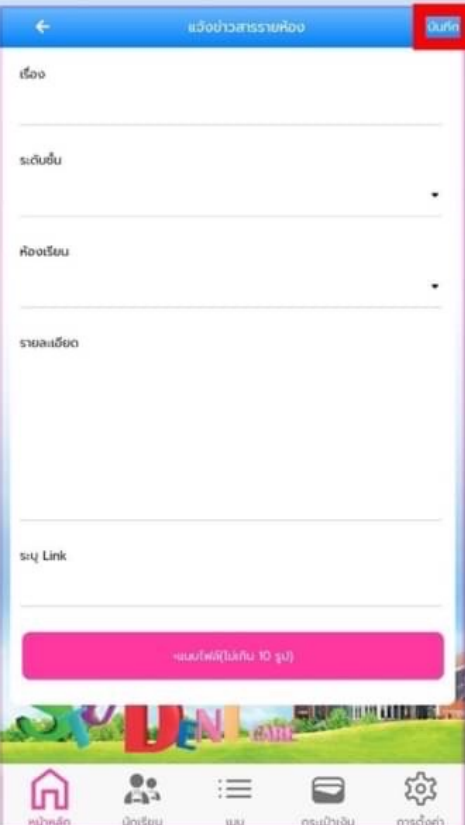 แจ้งข่าวสารรายห้อง
บันทึก
เรื่อง
ระดับชั้น
ห้องเรียน
รายละเอียด
ระบุ Link
แนบไฟล์(ไม่เกิน 10 รูป)
STUDENT CARE
หน้าหลัก
นักเรียน
เมนู
กระเป๋าเงิน
การตั้งค่า